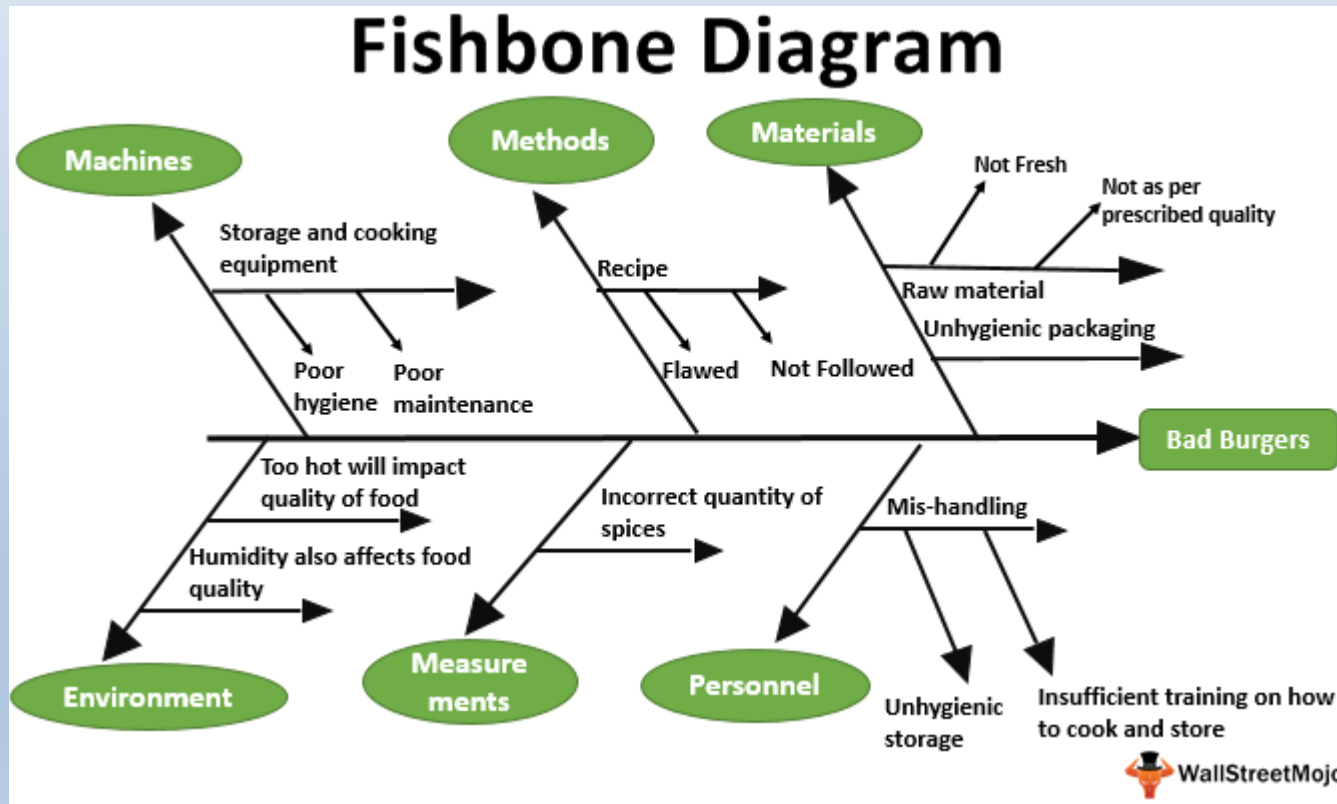 Fishbone Diagram
Machines
Methods
Materials
Not Fresh
Not as per
prescribed quality
Storage and cooking
equipment
Recipe
Raw material
Unhygienic packaging
Poor
hygiene
Poor
maintenance
Flawed
Not Followed
Bad Burgers
Too hot will impact
quality of food
Incorrect quantity of
spices
Mis-handling
Humidity also affects food
quality
Environment
Measure
ments
Personnel
Unhygienic
storage
Insufficient training on how
to cook and store
WallStreetMojo